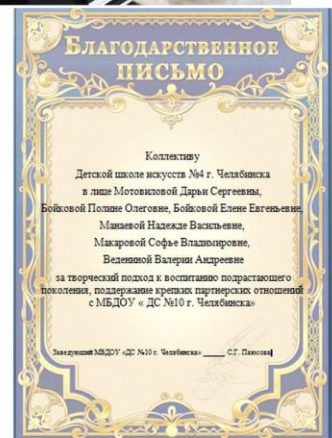 БЛАГОДАРСТВЕННОЕ
ПИСЬМО
Коллективу
Детской школе искусств №4 г. Челябинска
в лице Мотовиловой Дарьи Сергеевны,
Бойковой Полине Олеговне, Бойковой Елене Евгеньевне,
Манаевой Надежде Васильевне,
Макаровой Софье Владимировне,
Ведениной Валерии Андреевне
за творческий подход к воспитанию подрастающего
поколения, поддержание крепких партнерских отношений
с МБДОУ « ДС №10 г. Челябинска»
Заведующий МБДОУ «ДС №10 г. Челябинска» ______ С.Г. Паюсова